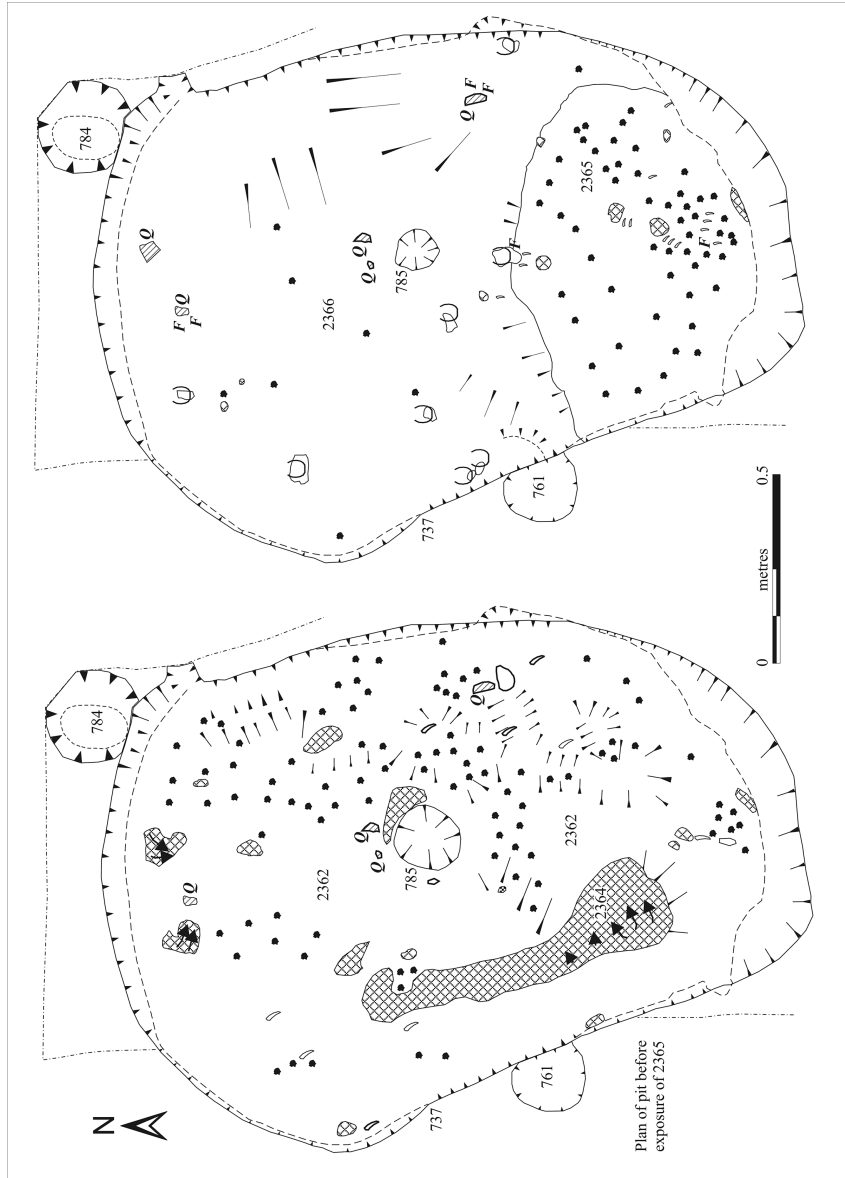 784
Q
Q
F
F
Q
Q
785
2366
F
F
Q
2365
F
F
761
737
0
metres
0.5
784
Q
Q
Q
785
2362
Q
2362
2364
761
737
N
Plan of pit before
exposure of 2365